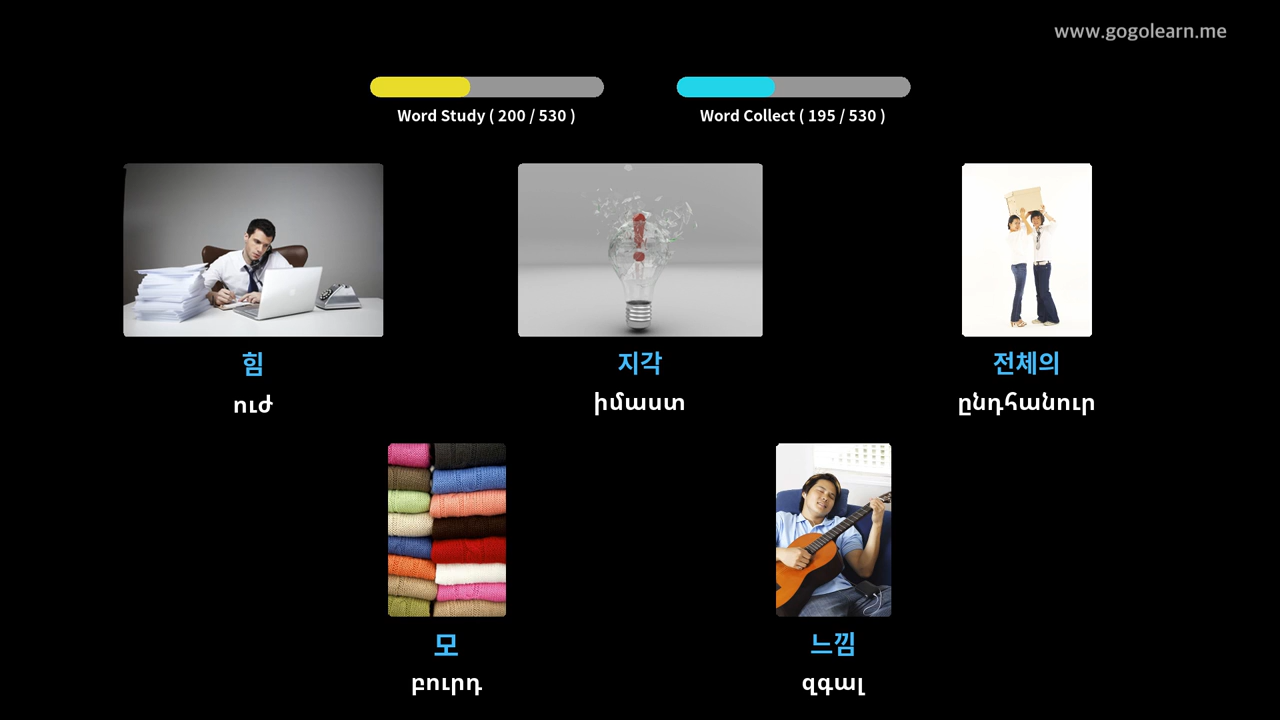 www.gogolearn.me
Word Study ( 200 / 530 )
Word Collect ( 195 / 530 )
힘
ուժ
지각
իմաստ
전체의
ընդհանուր
모
բուրդ
느낌
զգալ